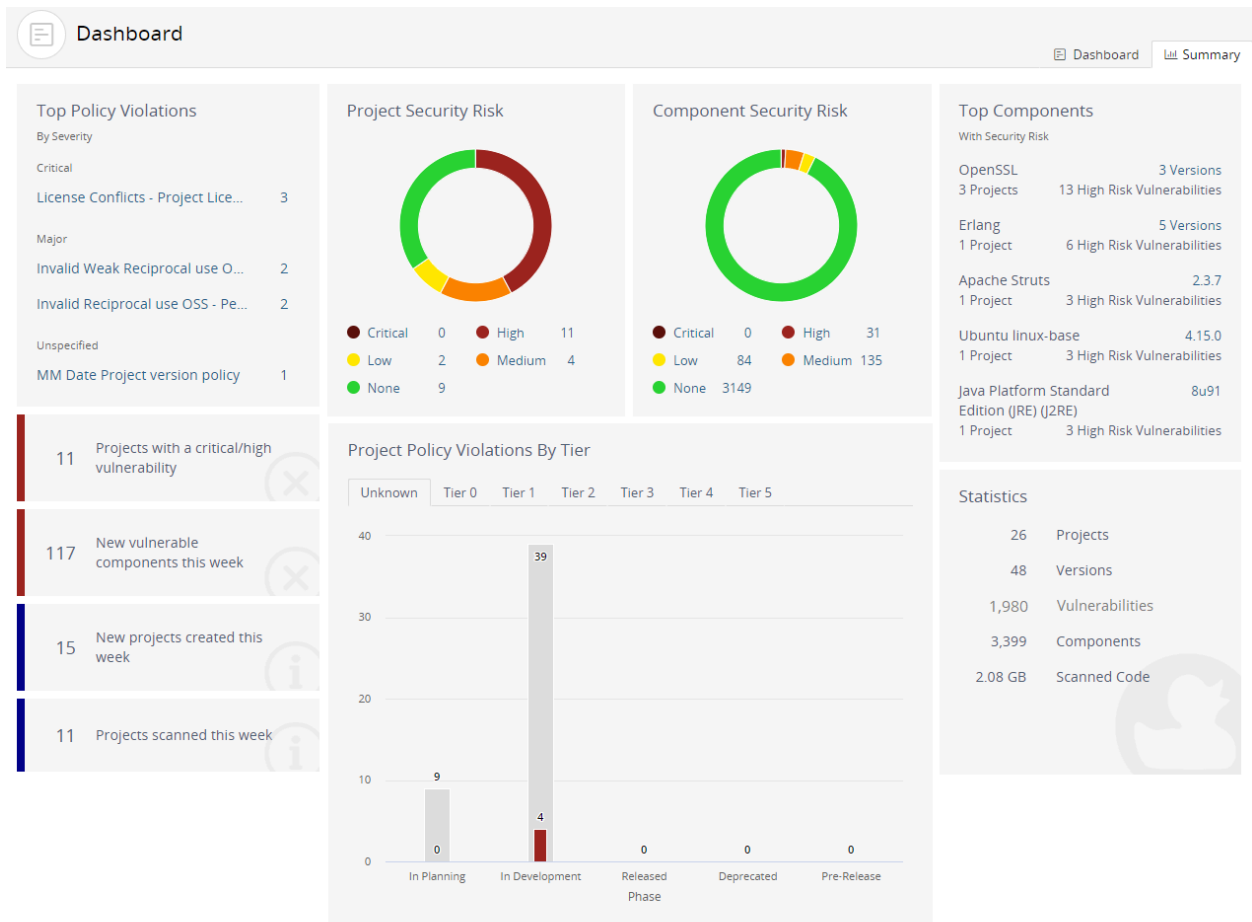 Dashboard
Dashboard
Summary
Top Policy Violations
By Severity
Critical
License Conflicts - Project Lice... 3
Major
Invalid Weak Reciprocal use O... 2
Invalid Reciprocal use OSS - Pe... 2
Unspecified
MM Date Project version policy 1
11 Projects with a critical/high
vulnerability
117 New vulnerable
components this week
15 New projects created this
week
11 Projects scanned this week
Project Security Risk
Critical 0 High 11
Low 2 Medium 4
None 9
Component Security Risk
Critical 0 High 31
Low 84 Medium 135
None 3149
Project Policy Violations By Tier
Unknown Tier 0 Tier 1 Tier 2 Tier 3 Tier 4 Tier 5
40
39
30
20
10
9
4
0 0 0 0
0
In Planning In Development Released Deprecated Pre-Release
Phase
Top Components
With Security Risk
OpenSSL 3 Versions
3 Projects 13 High Risk Vulnerabilities
Erlang 5 Versions
1 Project 6 High Risk Vulnerabilities
Apache Struts 2.3.7
1 Project 3 High Risk Vulnerabilities
Ubuntu linux-base 4.15.0
1 Project 3 High Risk Vulnerabilities
Java Platform Standard 8u91
Edition (JRE) (J2RE)
1 Project 3 High Risk Vulnerabilities
Statistics
26 Projects
48 Versions
1,980 Vulnerabilities
3,399 Components
2.08 GB Scanned Code